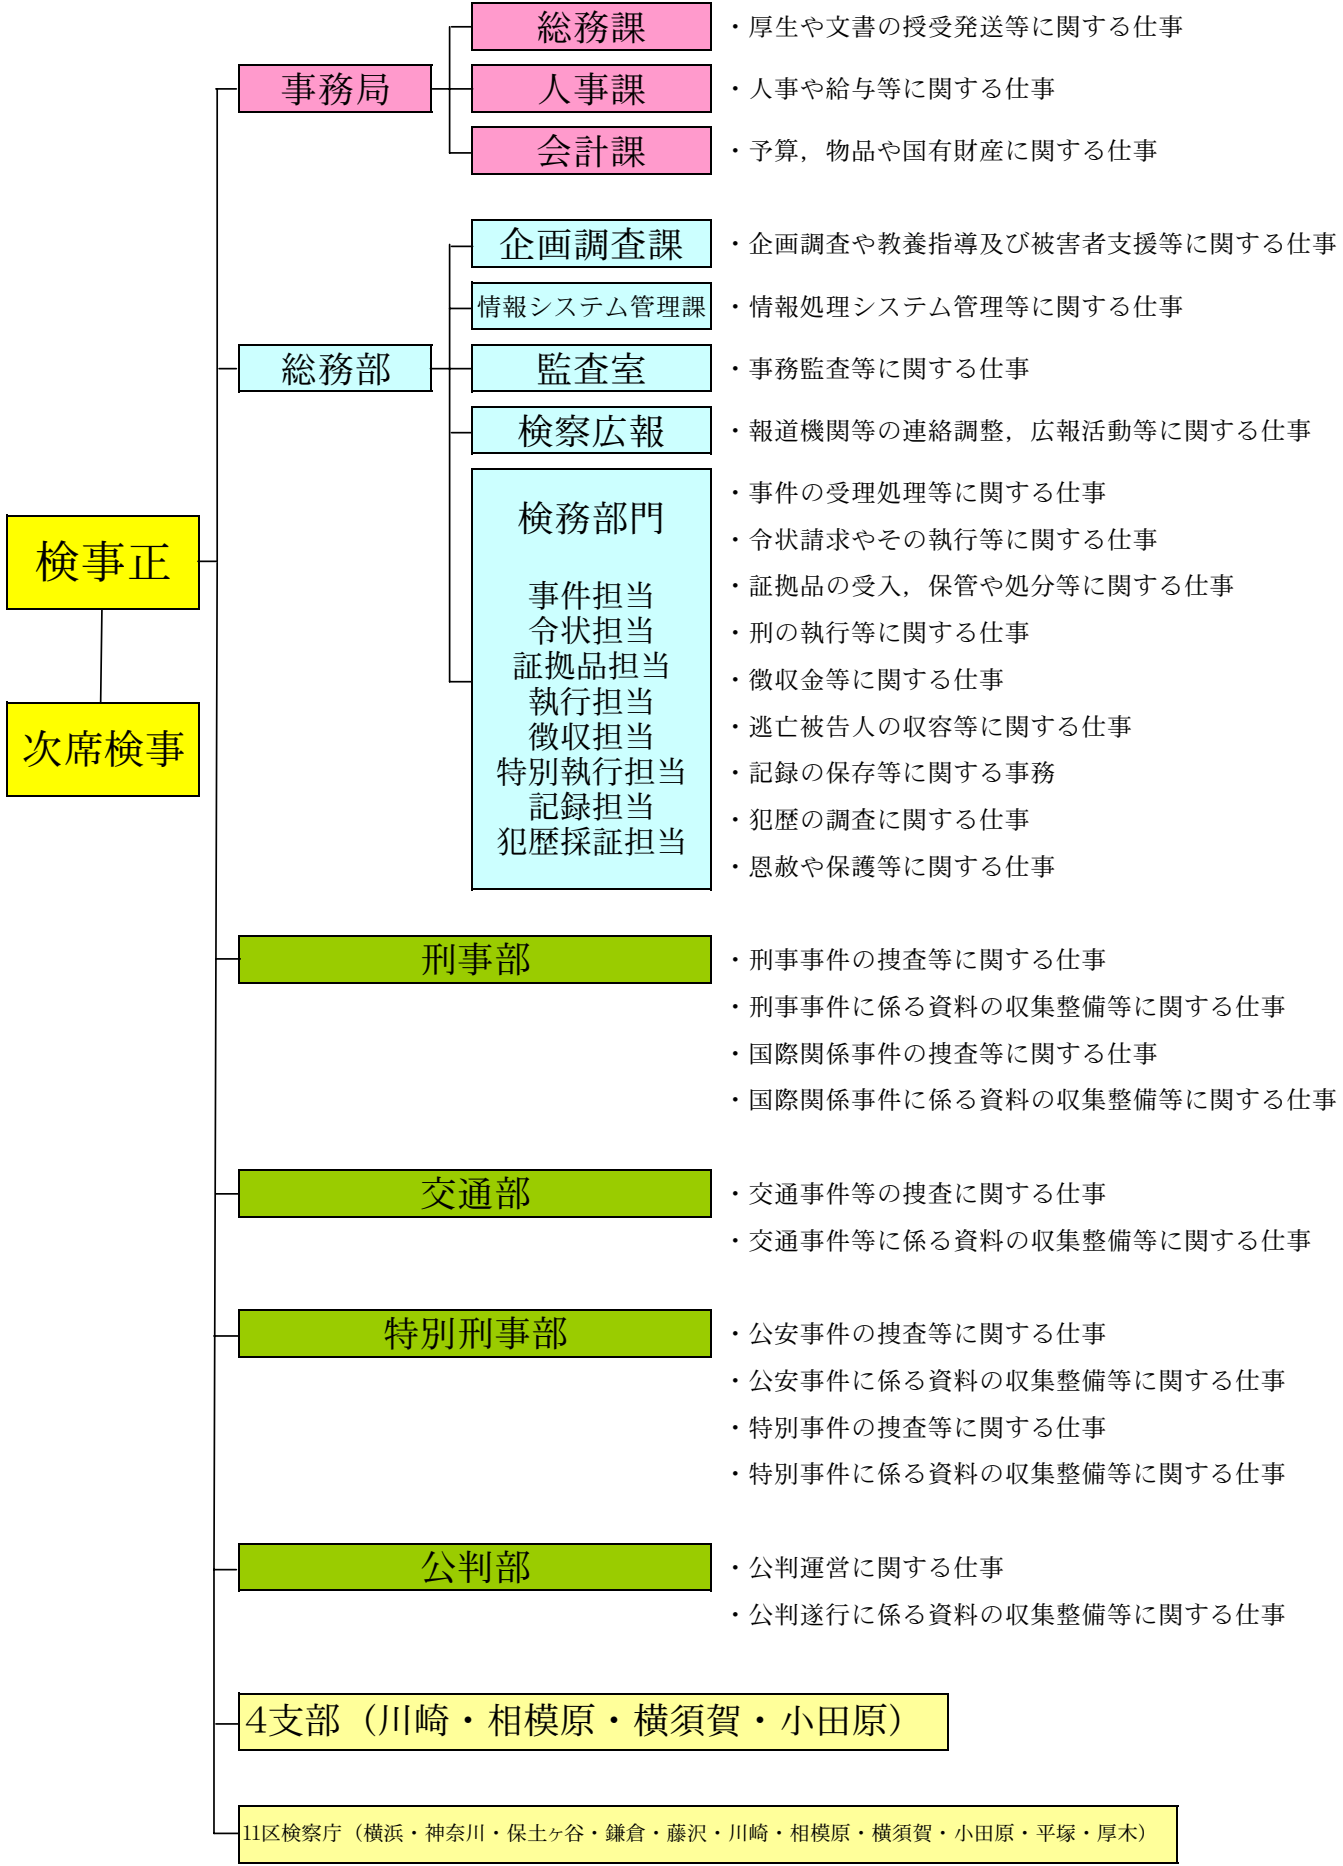 総務課
・厚生や文書の授受発送等に関する仕事
事務局
人事課
・人事や給与等に関する仕事
会計課
・予算，物品や国有財産に関する仕事
企画調査課
・企画調査や教養指導及び被害者支援等に関する仕事
情報システム管理課
・情報処理システム管理等に関する仕事
総務部
監査室
・事務監査等に関する仕事
検察広報
・報道機関等の連絡調整，広報活動等に関する仕事
検務部門
事件担当
令状担当
証拠品担当
執行担当
徴収担当
特別執行担当
記録担当
犯歴採証担当
・事件の受理処理等に関する仕事
・令状請求やその執行等に関する仕事
・証拠品の受入，保管や処分等に関する仕事
・刑の執行等に関する仕事
・徴収金等に関する仕事
・逃亡被告人の収容等に関する仕事
・記録の保存等に関する事務
・犯歴の調査に関する仕事
・恩赦や保護等に関する仕事
検事正
次席検事
刑事部
・刑事事件の捜査等に関する仕事
・刑事事件に係る資料の収集整備等に関する仕事
・国際関係事件の捜査等に関する仕事
・国際関係事件に係る資料の収集整備等に関する仕事
交通部
・交通事件等の捜査に関する仕事
・交通事件等に係る資料の収集整備等に関する仕事
特別刑事部
・公安事件の捜査等に関する仕事
・公安事件に係る資料の収集整備等に関する仕事
・特別事件の捜査等に関する仕事
・特別事件に係る資料の収集整備等に関する仕事
公判部
・公判運営に関する仕事
・公判遂行に係る資料の収集整備等に関する仕事
4支部（川崎・相模原・横須賀・小田原）
11区検察庁（横浜・神奈川・保土ヶ谷・鎌倉・藤沢・川崎・相模原・横須賀・小田原・平塚・厚木）